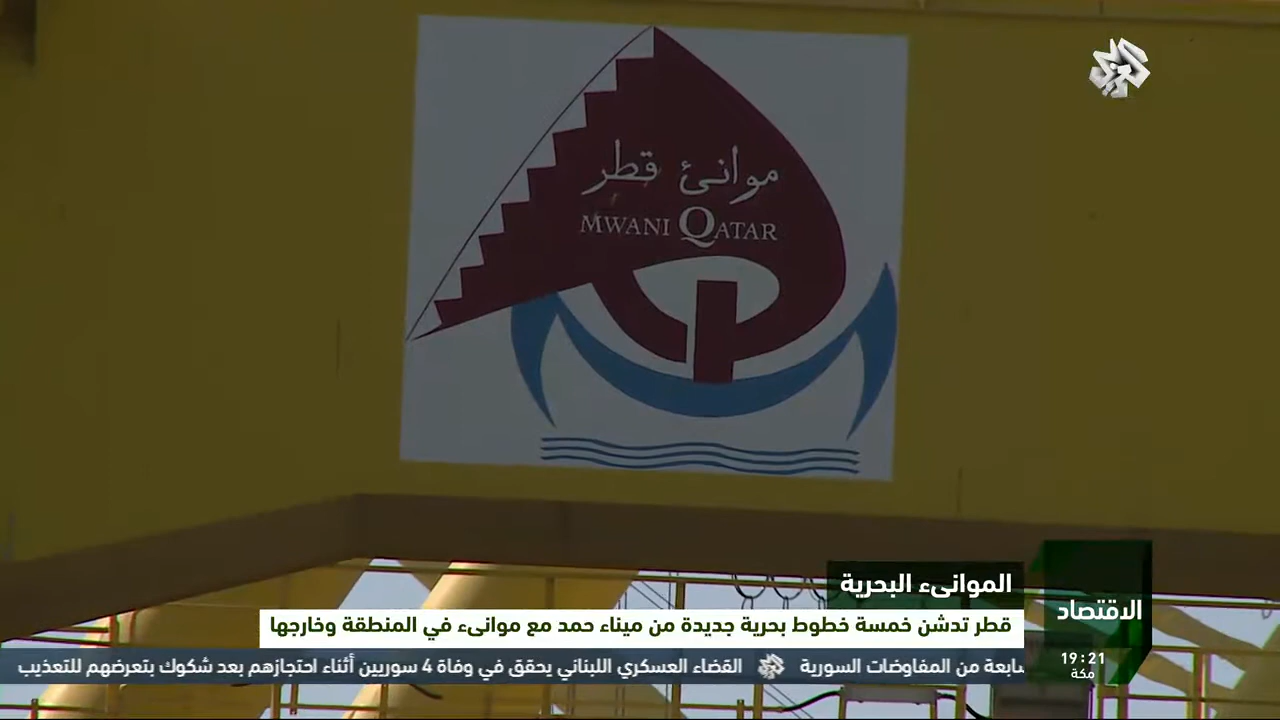 العربي
موانئ قطر
MWANI QATAR
الموانىء البحرية
الاقتصاد
قطر تدشن خمسة خطوط بحرية جديدة من ميناء حمد مع موانىء في المنطقة وخارجها
19:21
مكة
من المفاوضات السورية
القضاء العسكري اللبناني يحقق في وفاة 4 سوريين أثناء احتجازهم بعد شكوك بتعرضهم للتعذيب